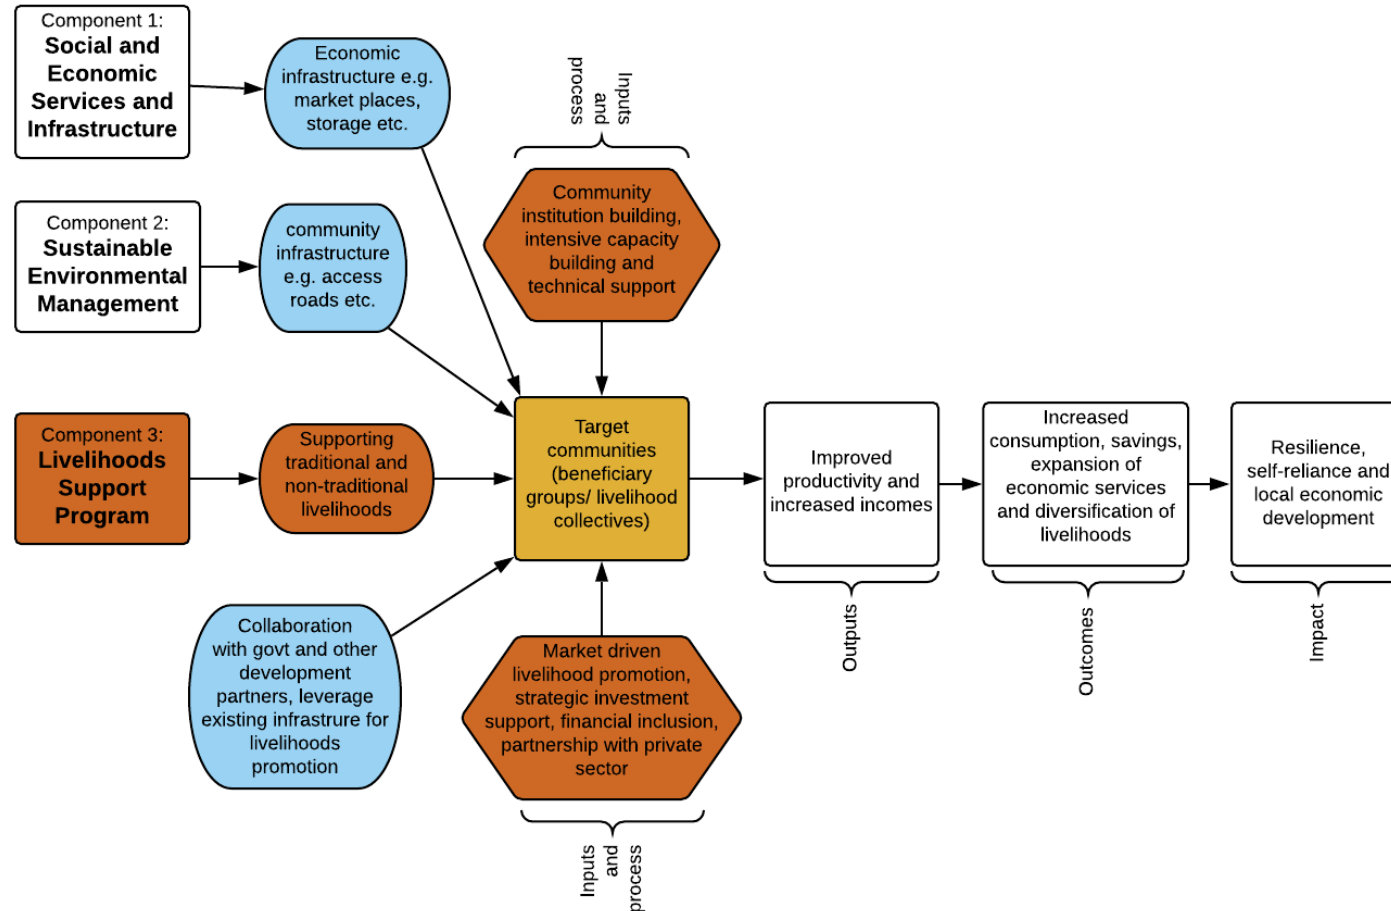 Component 1:
Social and
Economic
Services and
Infrastructure
Economic
infrastructure e.g.
market places,
storage etc.
Inputs
and
process
Component 2:
Sustainable
Environmental
Management
community
infrastructure
e.g. access
roads etc.
Community
institution building,
intensive capacity
building and
technical support
Component 3:
Livelihoods
Support
Program
Supporting
traditional and
non-traditional
livelihoods
Target
communities
(beneficiary
groups/ livelihood
collectives)
Improved
productivity and
increased incomes
Increased
consumption, savings,
expansion of
economic services
and diversification of
livelihoods
Resilience,
self-reliance and
local economic
development
Outputs
Outcomes
Impact
Collaboration
with govt and other
development
partners, leverage
existing infrastrure for
livelihoods
promotion
Market driven
livelihood promotion,
strategic investment
support, financial inclusion,
partnership with private
sector
Inputs
and
process